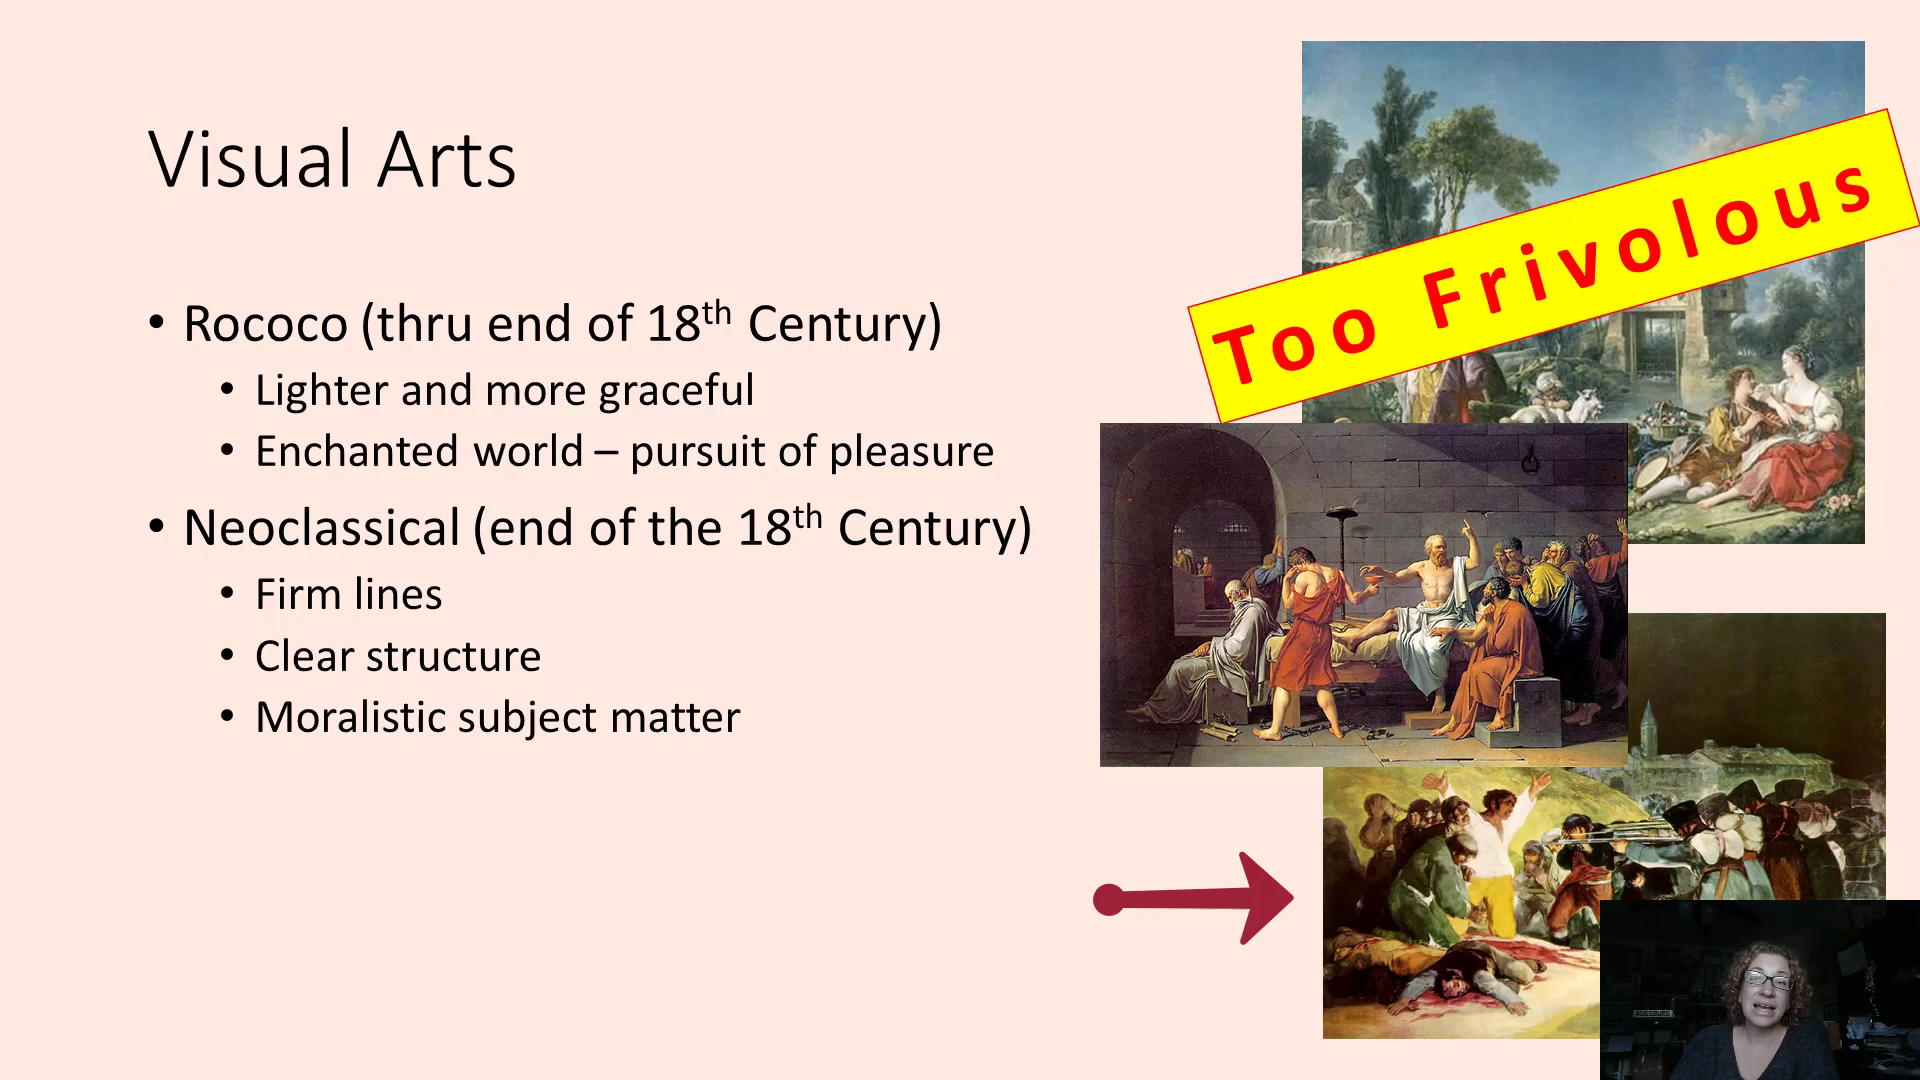 Visual Arts
• Rococo (thru end of 18th Century)
• Lighter and more graceful
• Enchanted world – pursuit of pleasure
• Neoclassical (end of the 18th Century)
• Firm lines
• Clear structure
• Moralistic subject matter
Too Frivolous
AUGSBURG